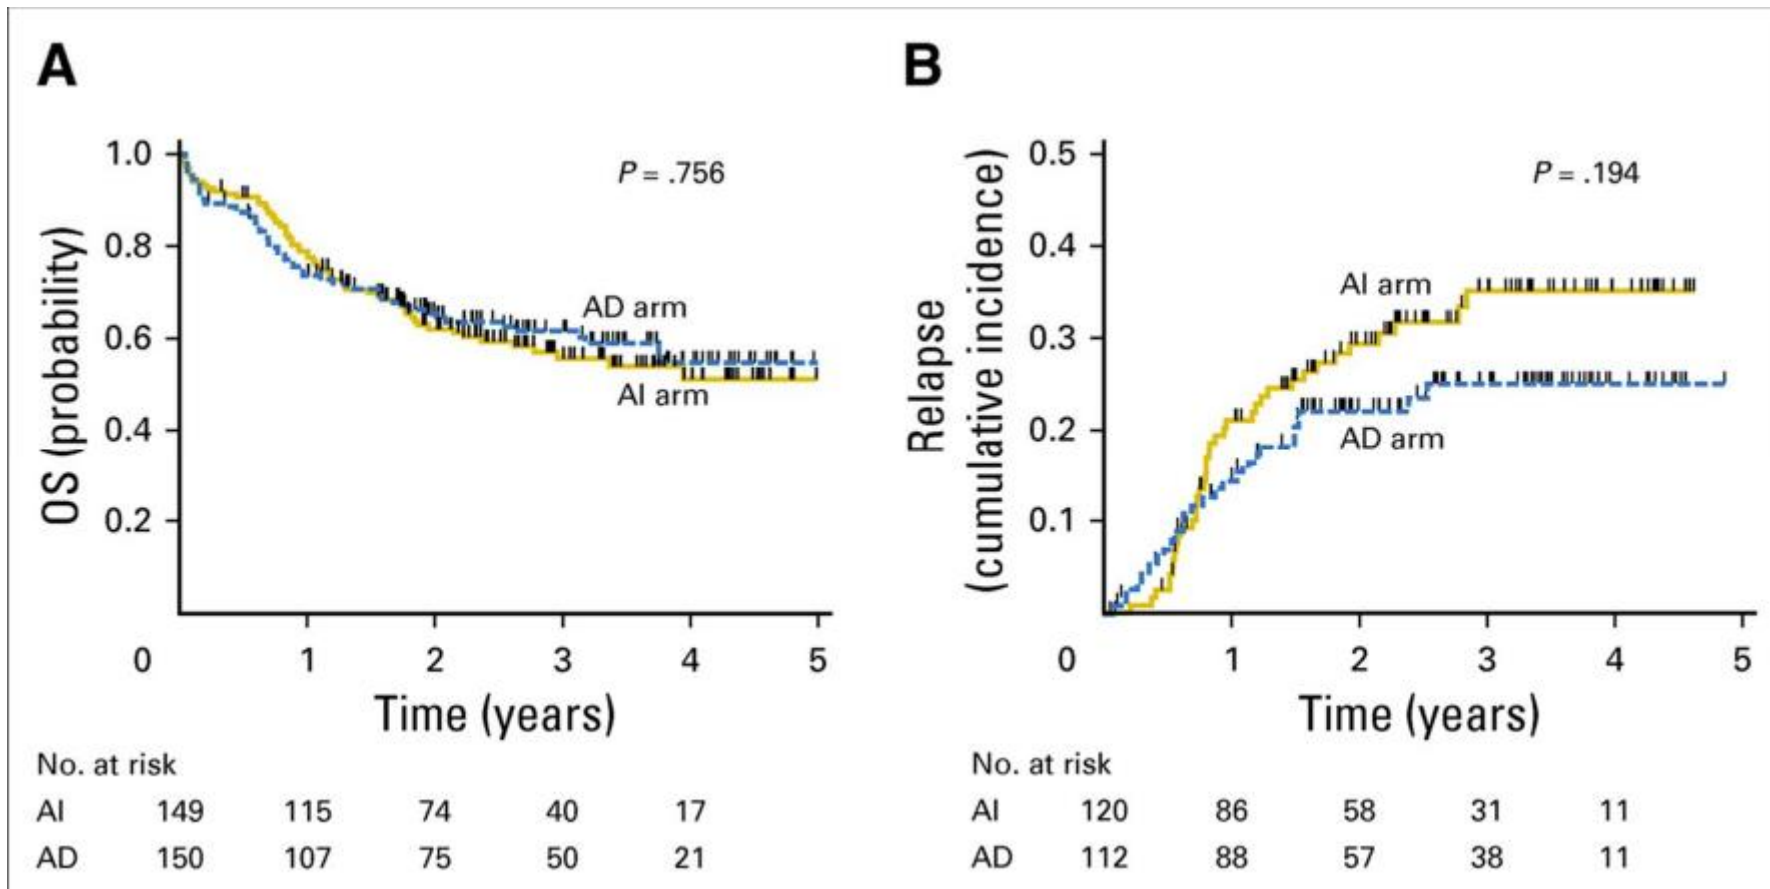 A
OS (probability)
1.0
0.8
0.6
0.4
0.2
P = .756
AD arm
AI arm
0 1 2 3 4 5
Time (years)
No. at risk
AI 149 115 74 40 17
AD 150 107 75 50 21
B
Relapse
(cumulative incidence)
0.5
0.4
0.3
0.2
0.1
P = .194
AI arm
AD arm
0 1 2 3 4 5
Time (years)
No. at risk
AI 120 86 58 31 11
AD 112 88 57 38 11